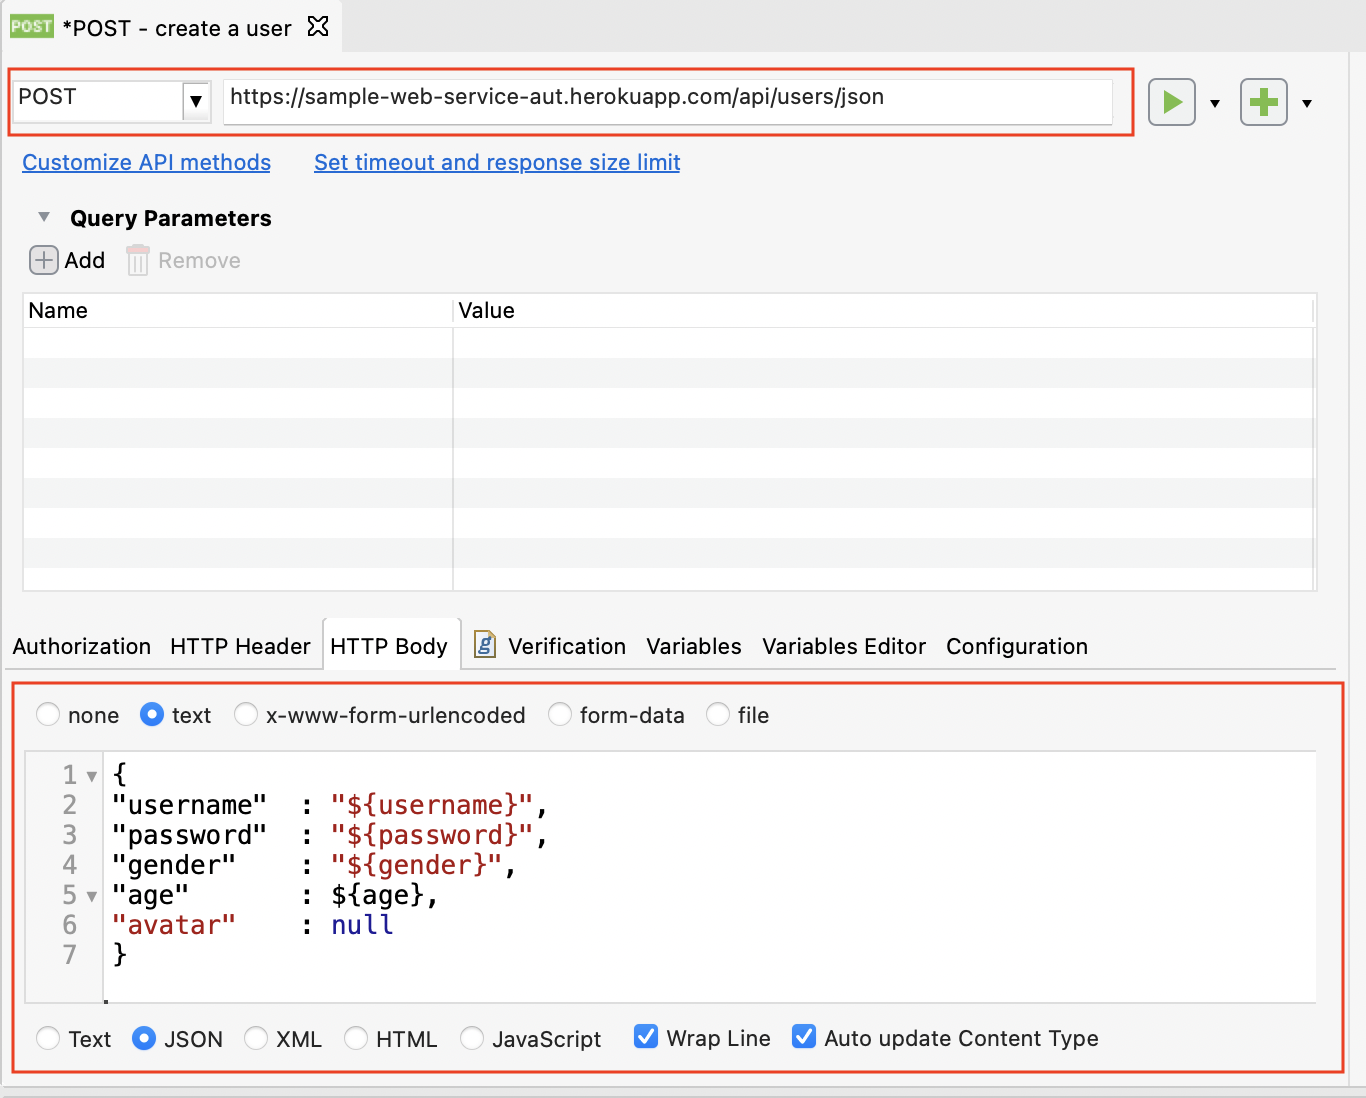 POST *POST - create a user
POST https://sample-web-service-aut.herokuapp.com/api/users/json
Customize API methods Set timeout and response size limit
Query Parameters
Add Remove
Name Value
Authorization HTTP Header HTTP Body Verification Variables Variables Editor Configuration
none text x-www-form-urlencoded form-data file
1 {
2 "username" : "${username}",
3 "password" : "${password}",
4 "gender" : "${gender}",
5 "age" : ${age},
6 "avatar" : null
7 }
Text JSON XML HTML JavaScript Wrap Line Auto update Content Type